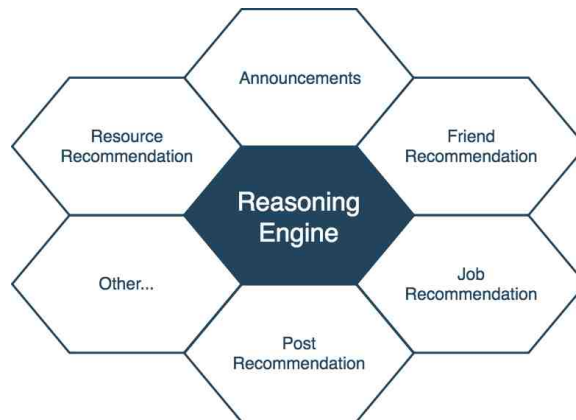 Announcements
Resource
Recommendation
Friend
Recommendation
Reasoning
Engine
Other...
Job
Recommendation
Post
Recommendation